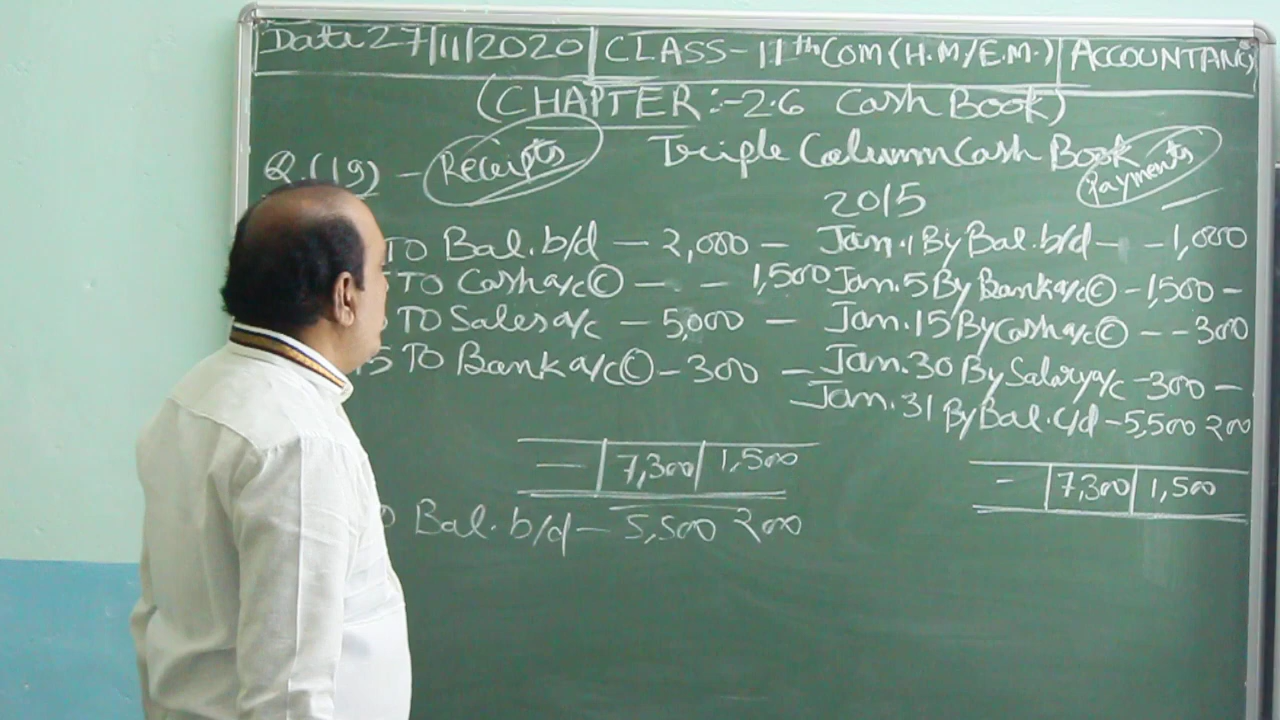 Date 27/11/2020 | CLASS-11th COM (H.M/E.M.) | ACCOUNTANCY
(CHAPTER :-2.6 Cash Book)
Q.(19) - Receipts Triple Column Cash Book Payments
2015
TO Bal. b/d - 2,000 - Jan.1 By Bal. b/d - - 1,000
TO Cash a/c © - - 1,500 Jan.5 By Bank a/c © - 1,500 -
TO Sales a/c - 5,000 - Jan.15 By Cash a/c © - - 300
15 TO Bank a/c © - 300 - Jan.30 By Salary a/c - 300 -
Jan.31 By Bal. c/d - 5,500 200
- | 7,300 | 1,500 - | 7,300 | 1,500
Bal. b/d - 5,500 200